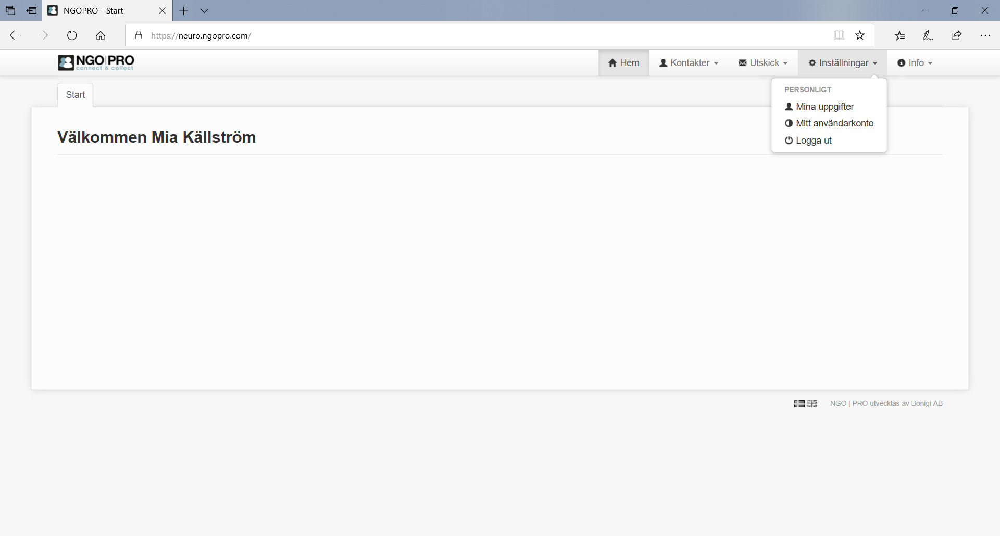 NGOPRO - Start
https://neuro.ngopro.com/
NGO|PRO
connect & collect
Hem
Kontakter
Utskick
Inställningar
Info
PERSONLIGT
Mina uppgifter
Mitt användarkonto
Logga ut
Start
Välkommen Mia Källström
NGO | PRO utvecklas av Bonigi AB